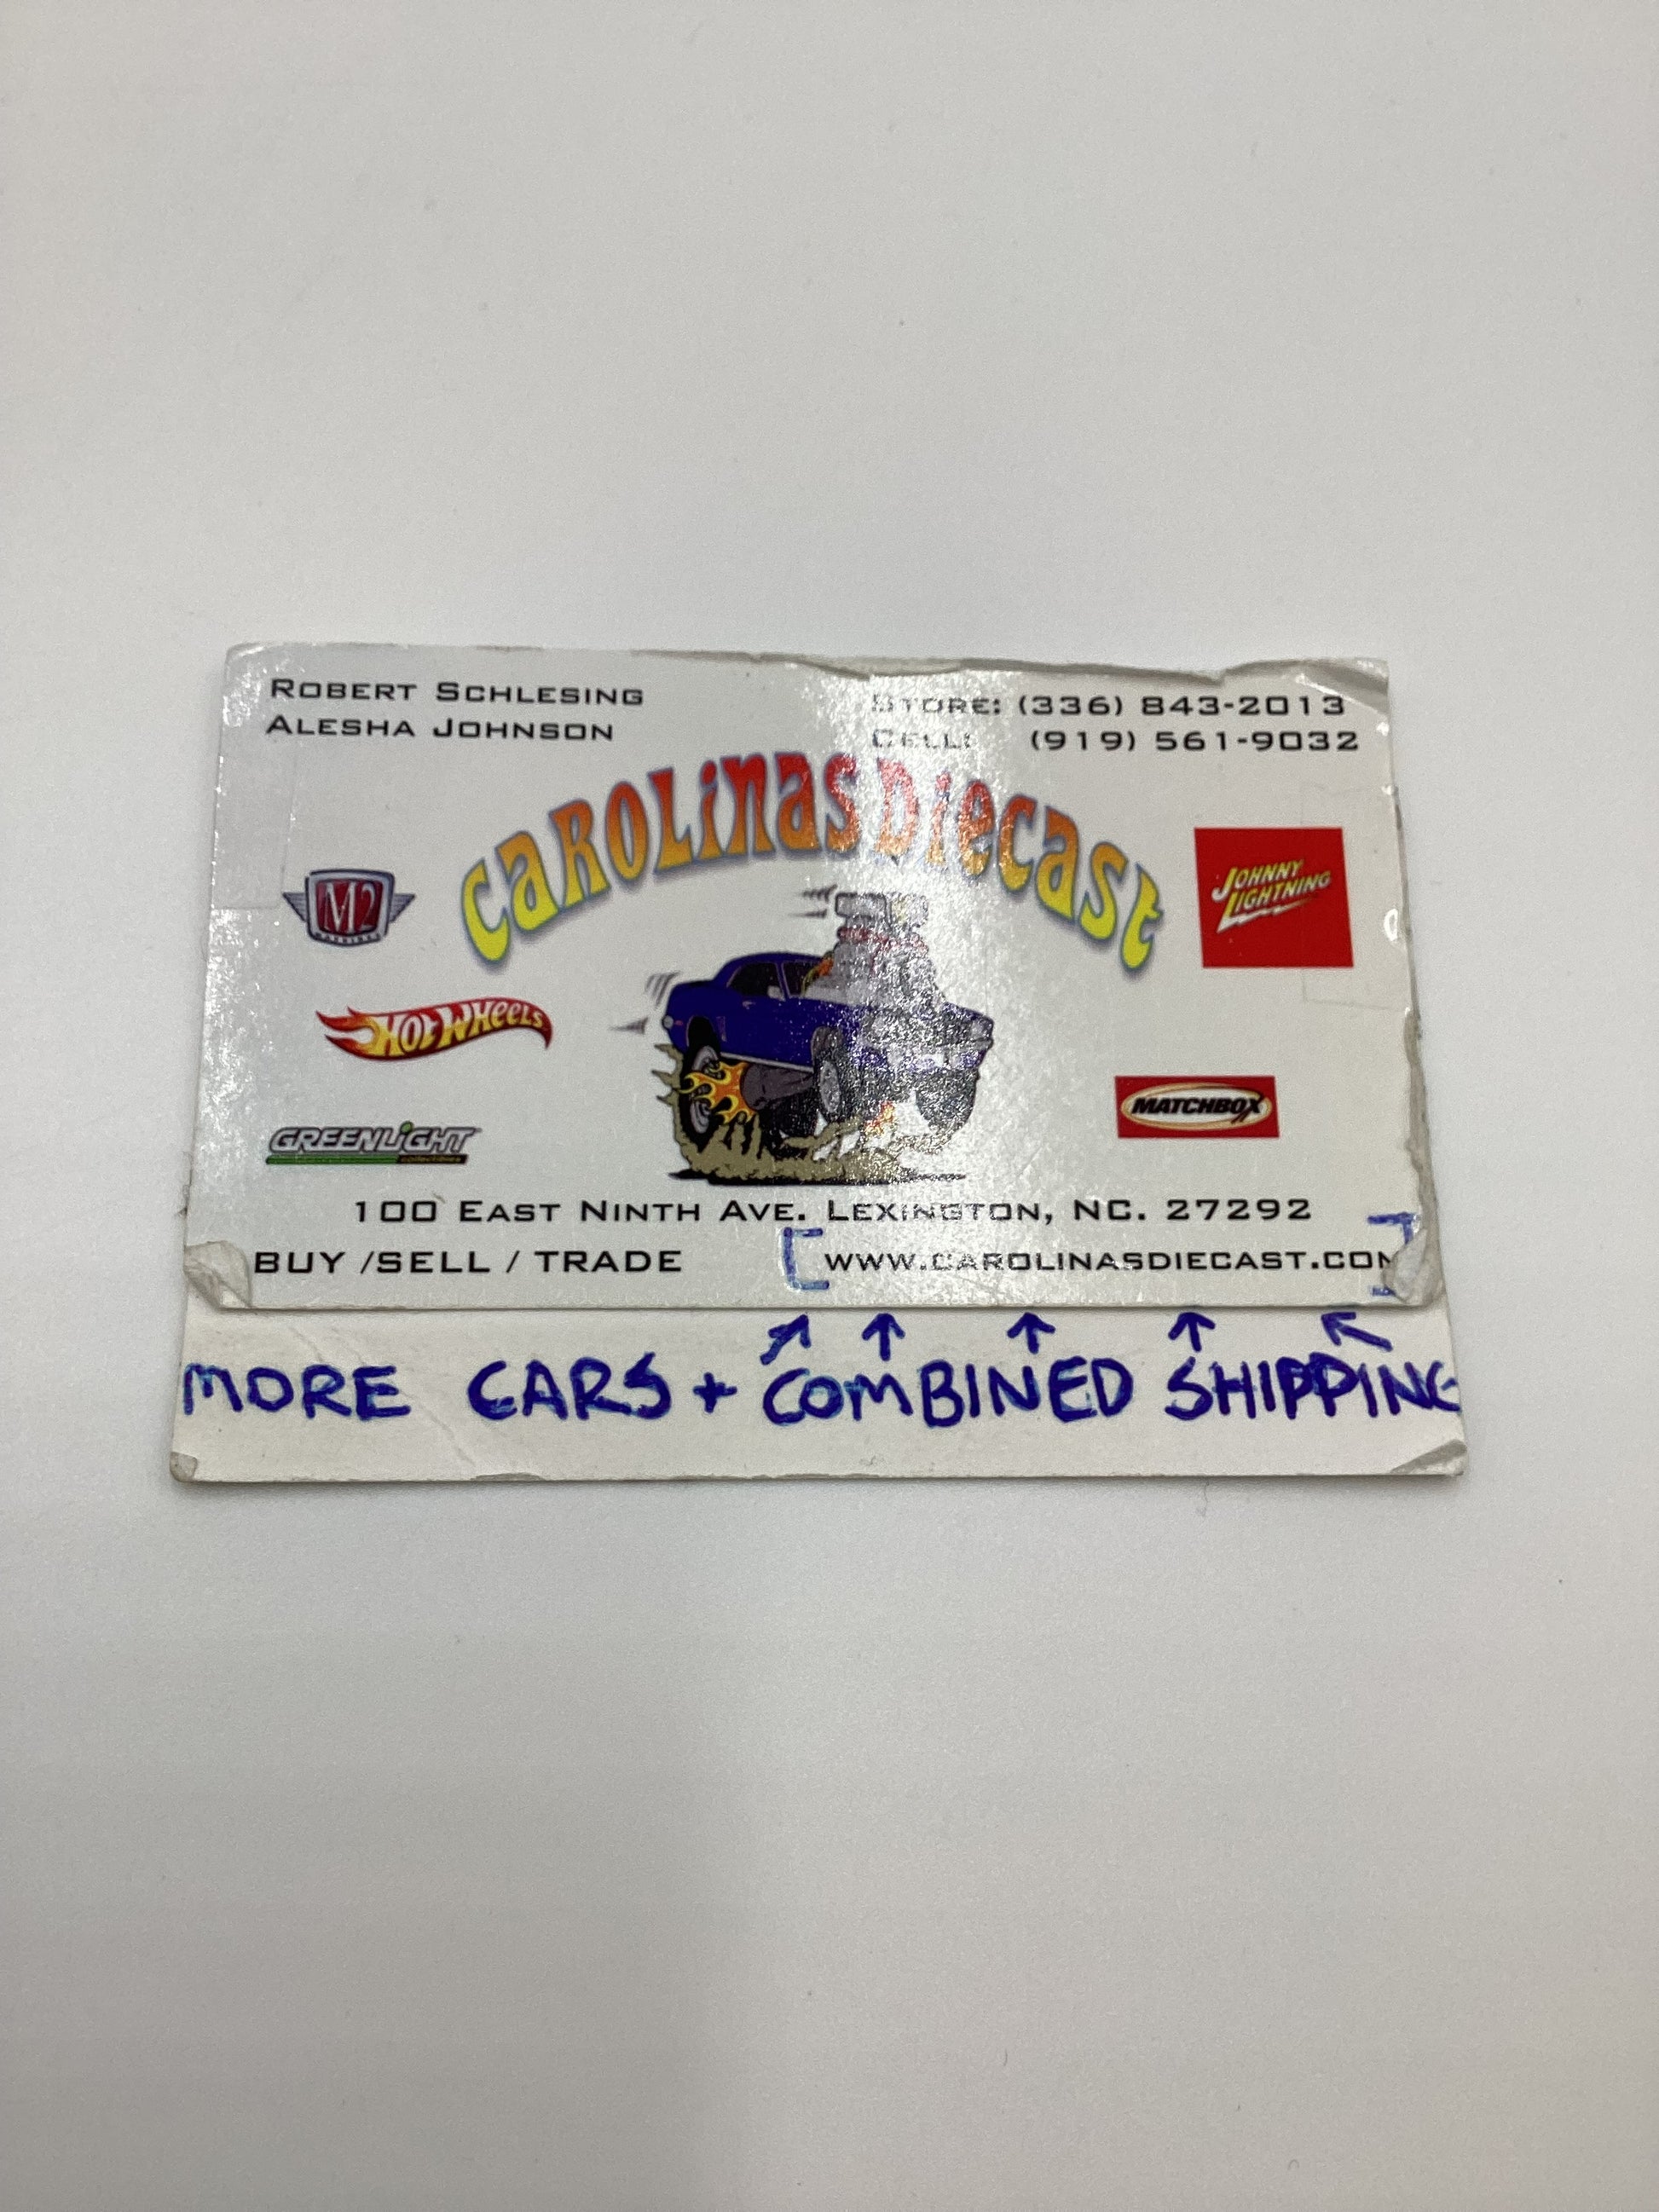 ROBERT SCHLESING
ALESHA JOHNSON
STORE: (336) 843-2013
CELL: (919) 561-9032
CAROLINAS DIECAST
M2
MACHINES
JOHNNY
LIGHTNING
HOT WHEELS
MATCHBOX
GREENLIGHT
collectibles
100 EAST NINTH AVE. LEXINGTON, NC. 27292
BUY /SELL / TRADE
[WWW.CAROLINASDIECAST.COM]
↗ ↑ ↑ ↑ ↖
MORE CARS + COMBINED SHIPPING